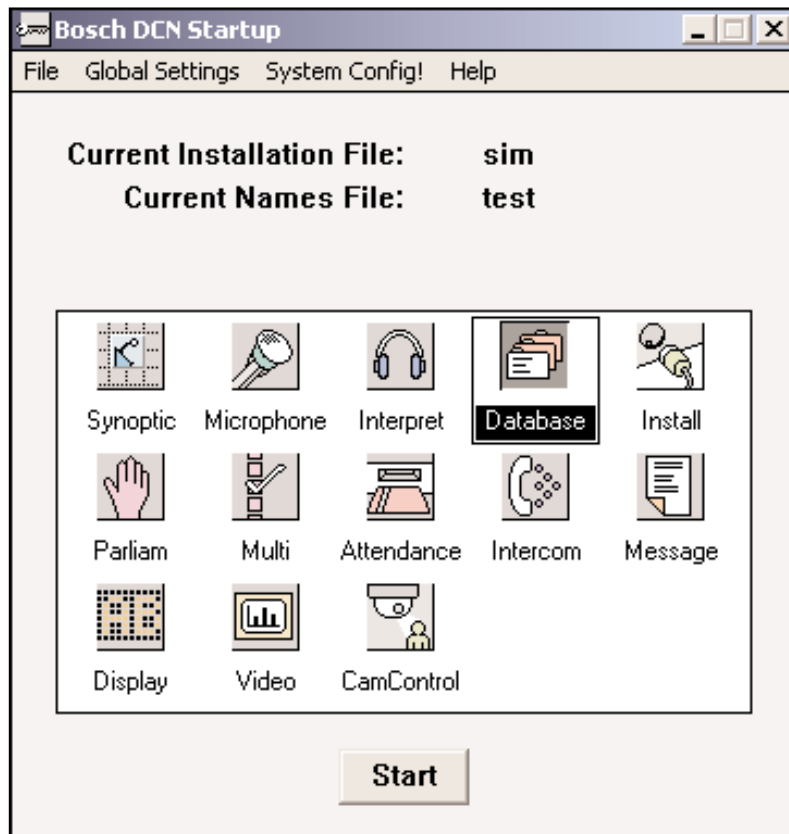 Bosch DCN Startup
File Global Settings System Config! Help
Current Installation File: sim
Current Names File: test
Synoptic Microphone Interpret Database Install
Parliam Multi Attendance Intercom Message
Display Video CamControl
Start